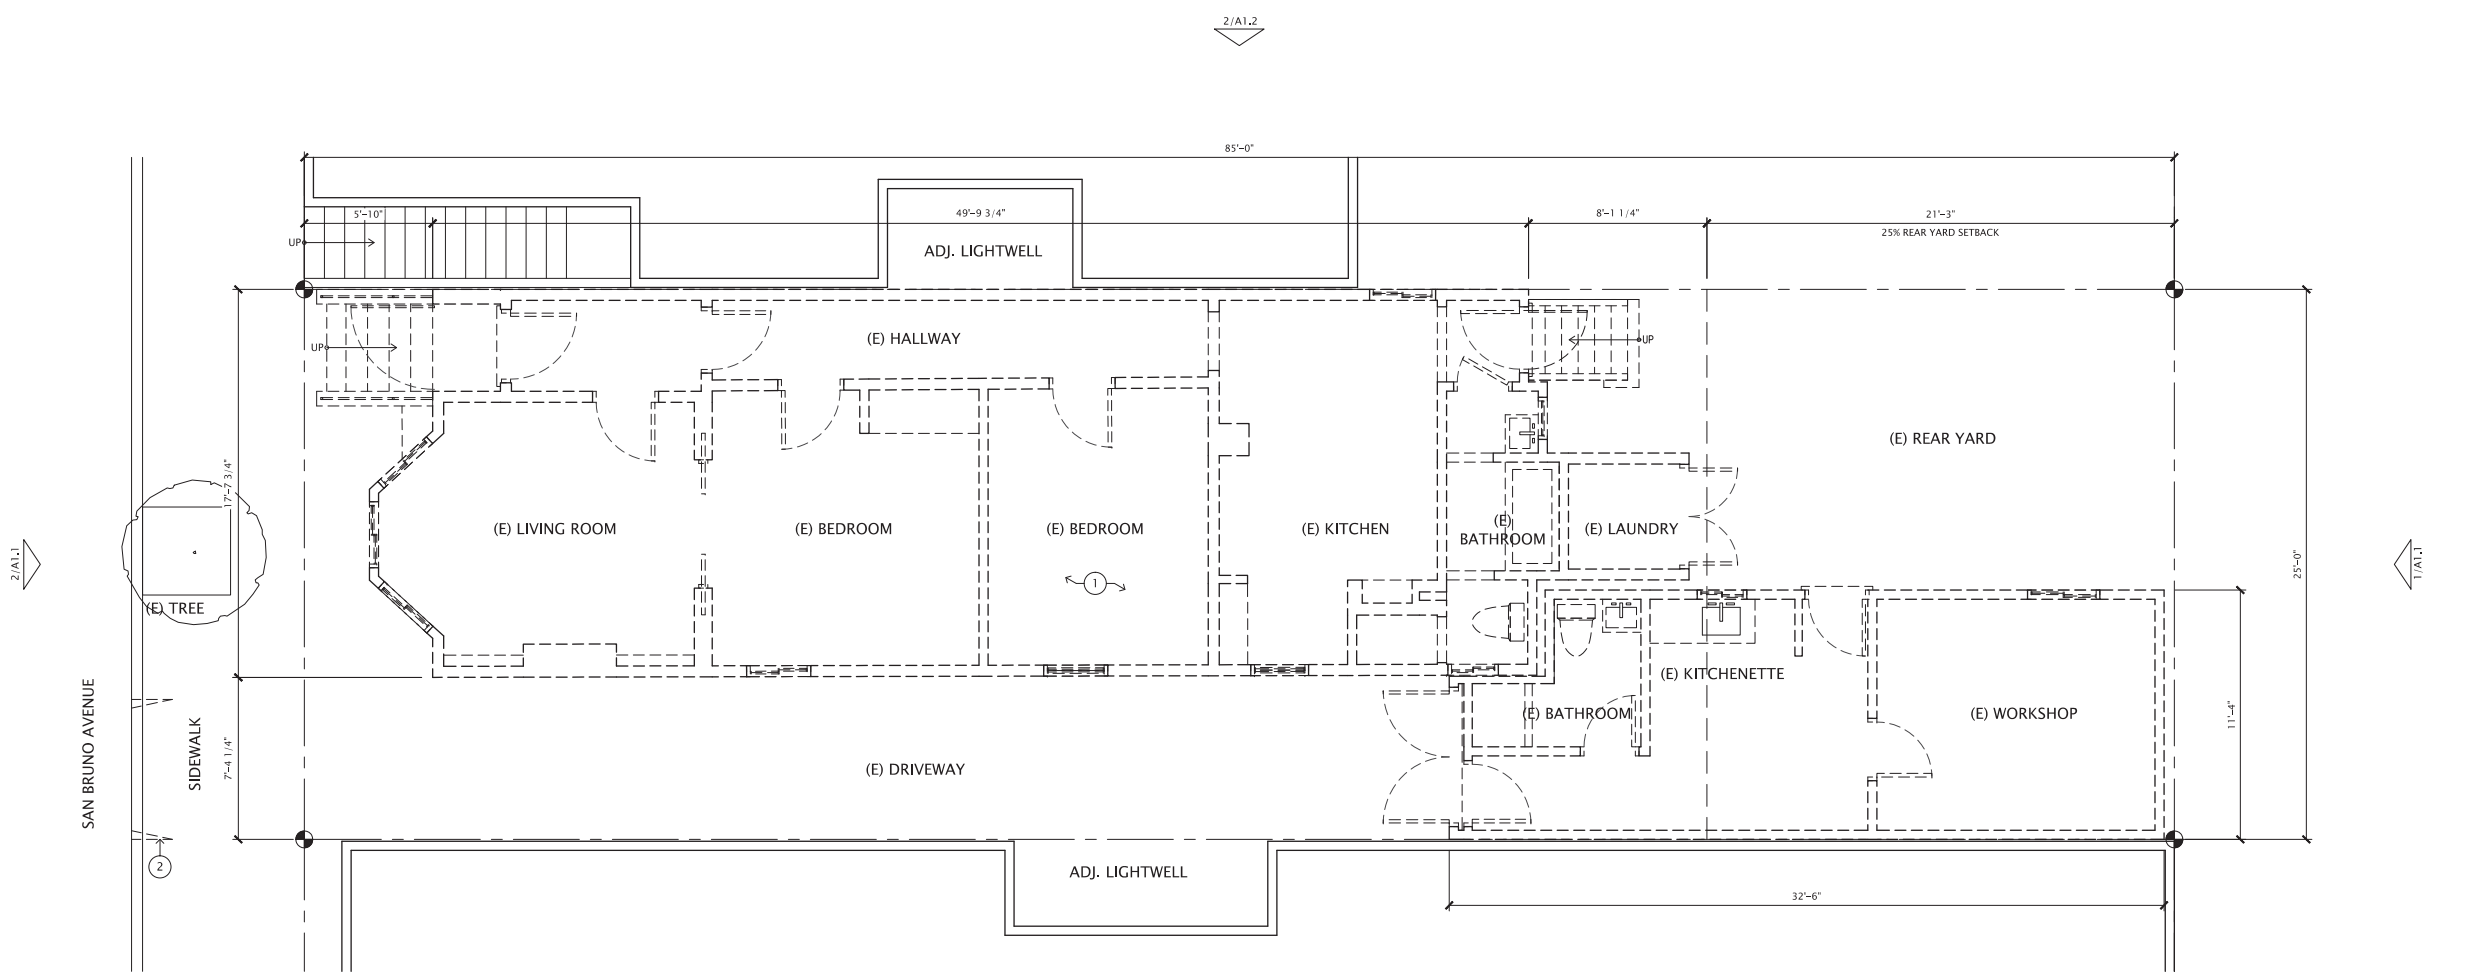 2/A1.2
85'-0"
5'-10"
49'-9 3/4"
8'-1 1/4"
21'-3"
25% REAR YARD SETBACK
UP
ADJ. LIGHTWELL
(E) HALLWAY
UP
UP
(E) REAR YARD
17'-7 3/4"
(E) LIVING ROOM
(E) BEDROOM
(E) BEDROOM
(E) KITCHEN
(E)
BATHROOM
(E) LAUNDRY
2/A1.1
1/A1.1
25'-0"
1
(E) TREE
(E) KITCHENETTE
(E) BATHROOM
(E) WORKSHOP
11'-4"
SAN BRUNO AVENUE
SIDEWALK
7'-4 1/4"
(E) DRIVEWAY
2
ADJ. LIGHTWELL
32'-6"